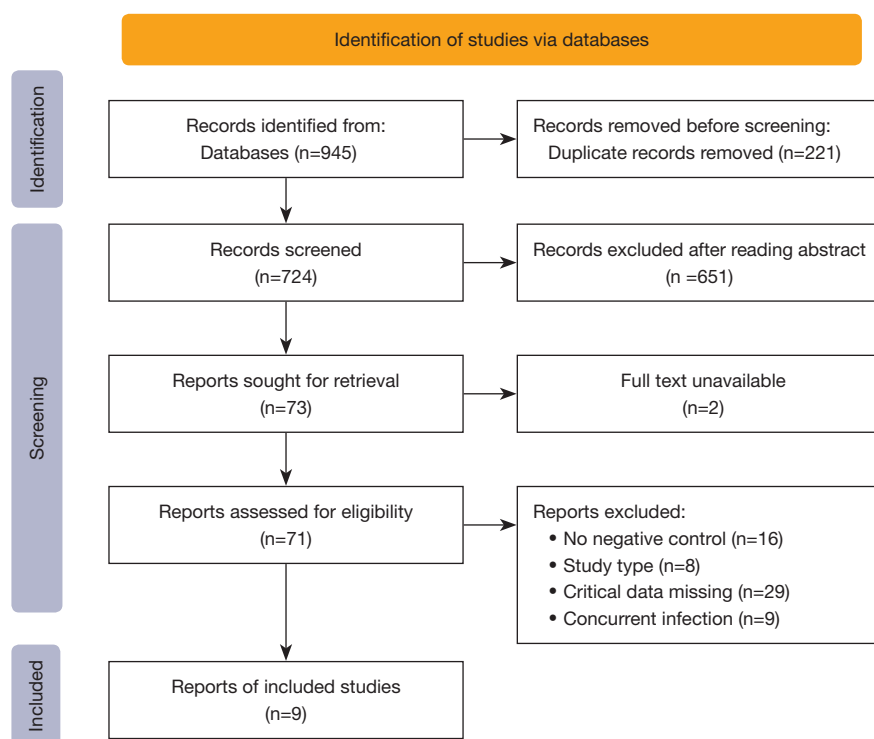 Identification of studies via databases
Identification
Records identified from:
Databases (n=945)
Records removed before screening:
Duplicate records removed (n=221)
Screening
Records screened
(n=724)
Records excluded after reading abstract
(n =651)
Reports sought for retrieval
(n=73)
Full text unavailable
(n=2)
Reports assessed for eligibility
(n=71)
Reports excluded:
• No negative control (n=16)
• Study type (n=8)
• Critical data missing (n=29)
• Concurrent infection (n=9)
Included
Reports of included studies
(n=9)